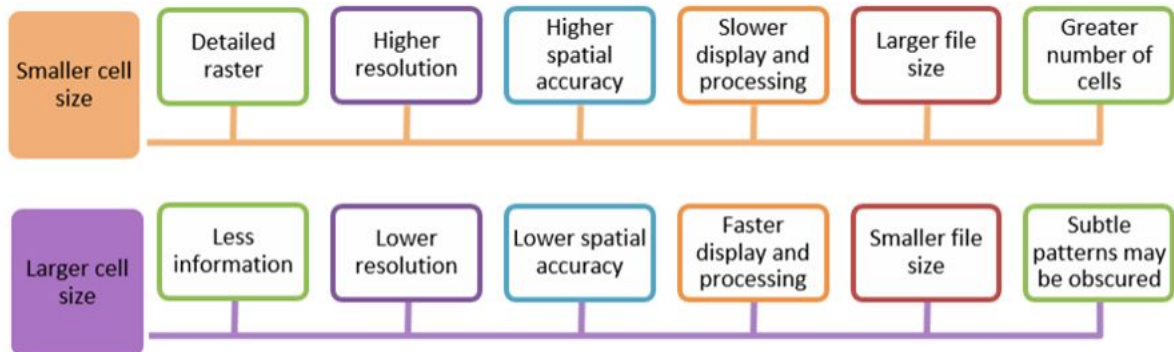 Smaller cell
size
Detailed
raster
Higher
resolution
Higher
spatial
accuracy
Slower
display and
processing
Larger file
size
Greater
number of
cells
Larger cell
size
Less
information
Lower
resolution
Lower spatial
accuracy
Faster
display and
processing
Smaller file
size
Subtle
patterns may
be obscured